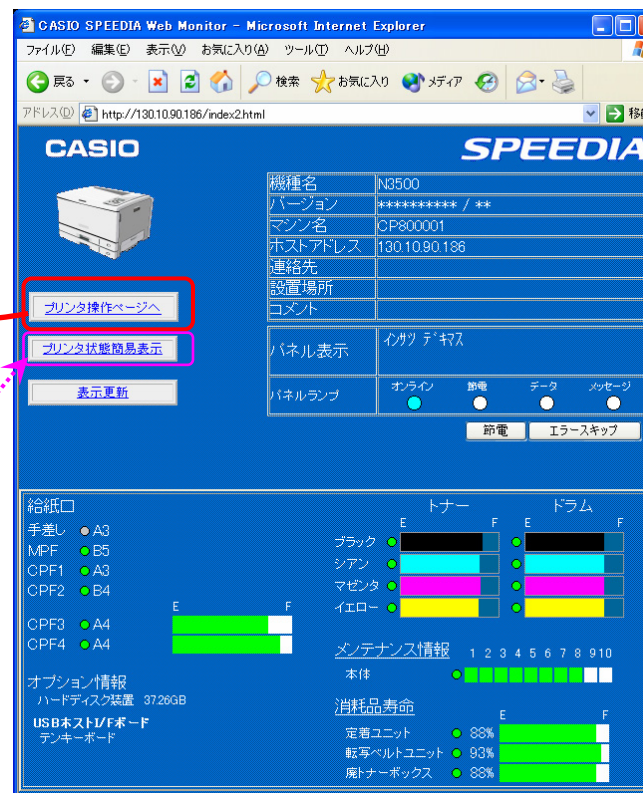 CASIO SPEEDIA Web Monitor - Microsoft Internet Explorer
ファイル(F) 編集(E) 表示(V) お気に入り(A) ツール(T) ヘルプ(H)
戻る 検索 お気に入り メディア
アドレス(D) http://130.10.90.186/index2.html
CASIO SPEEDIA
機種名 N3500
バージョン ********** / **
マシン名 CP800001
ホストアドレス 130.10.90.186
連絡先
設置場所
コメント
プリンタ操作ページへ
プリンタ状態簡易表示
表示更新
パネル表示 インサツ デキマス
パネルランプ オンライン 節電 データ メッセージ
節電 エラースキップ
給紙口
手差し A3
MPF B5
CPF1 A3
CPF2 B4
E F
CPF3 A4
CPF4 A4
オプション情報
ハードディスク装置 37.26GB
USBホストI/Fボード
テンキーボード
トナー ドラム
E F E F
ブラック
シアン
マゼンタ
イエロー
メンテナンス情報 1 2 3 4 5 6 7 8 9 10
本体
消耗品寿命
E F
定着ユニット 88%
転写ベルトユニット 93%
廃トナーボックス 88%